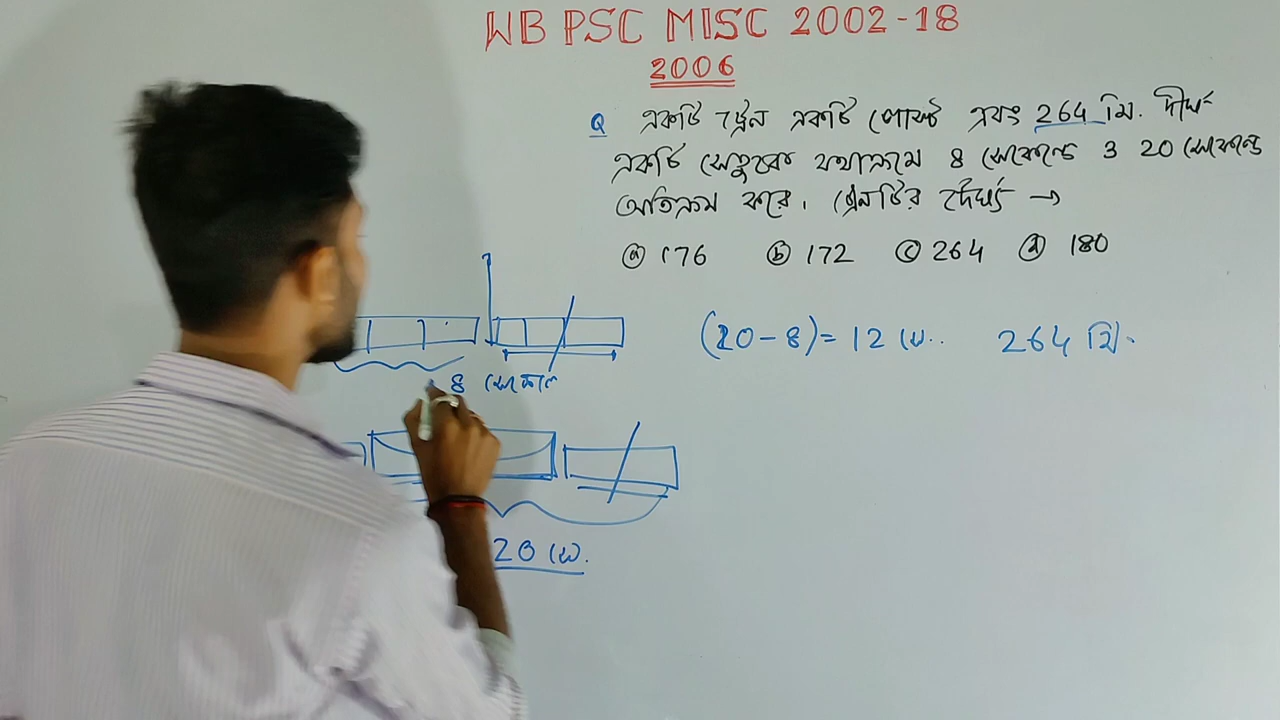 WB PSC MISC 2002-18
2006
Q একটি ট্রেন একটি পোস্ট এবং 264 মি. দীর্ঘ
একটি সেতুকে যথাক্রমে 8 সেকেন্ডে ও 20 সেকেন্ডে
অতিক্রম করে। ট্রেনটির দৈর্ঘ্য →
ⓐ 176 ⓑ 172 ⓒ 264 ⓓ 180
(20-8)= 12 সে.. 264 মি.
8 সেকেন্ডে
20 সে.